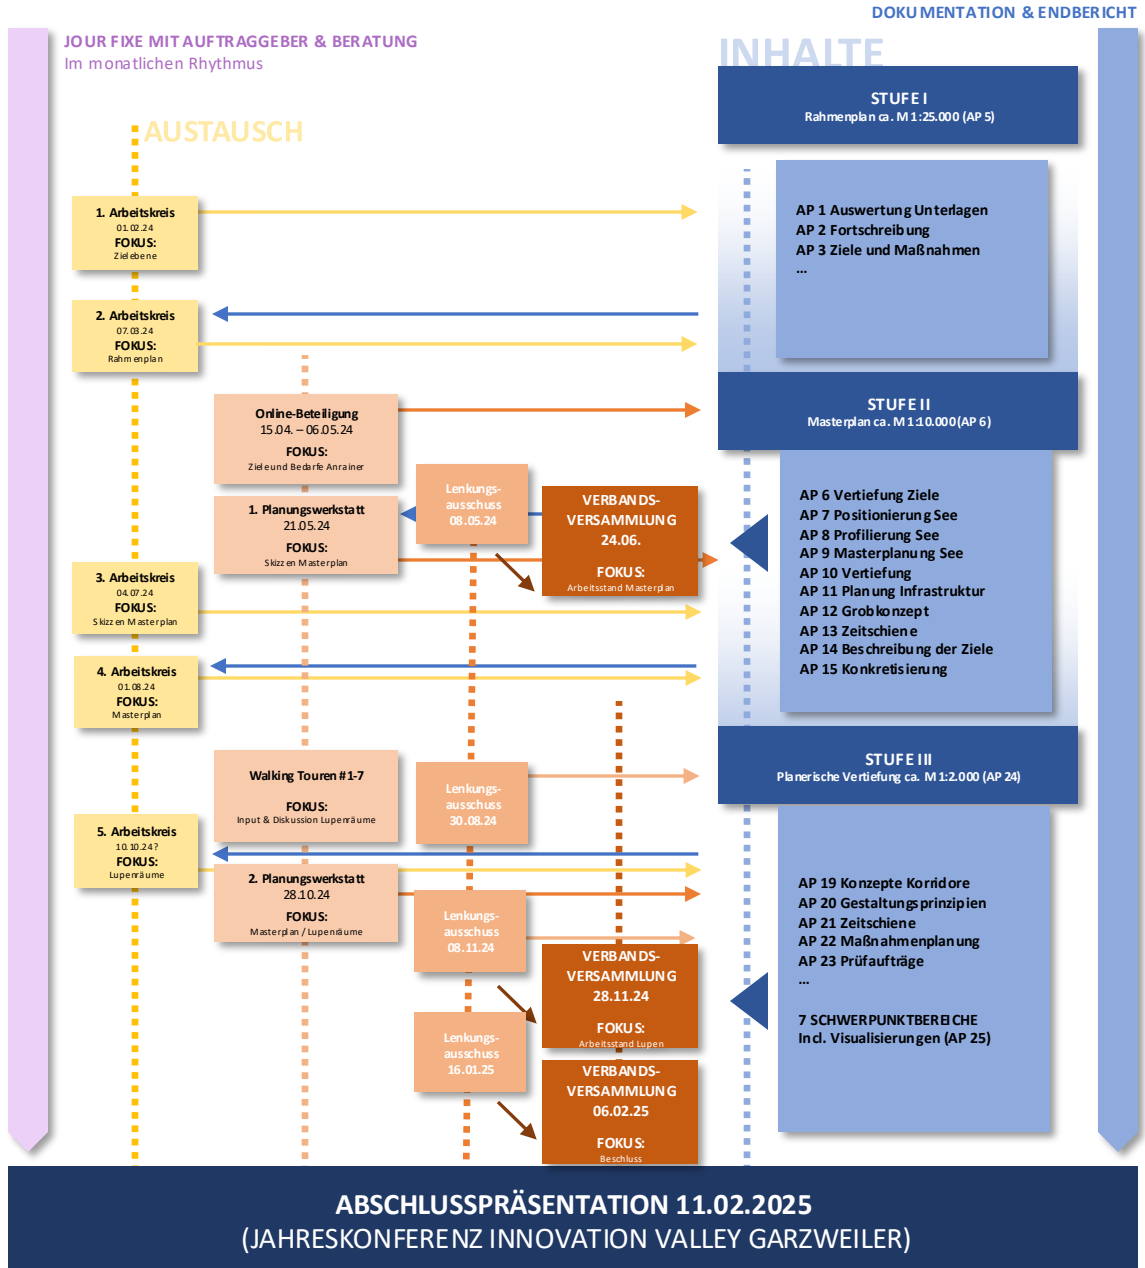 DOKUMENTATION & ENDBERICHT
JOUR FIXE MIT AUFTRAGGEBER & BERATUNG
Im monatlichen Rhythmus
INHALTE
AUSTAUSCH
STUFE I
Rahmenplan ca. M 1:25.000 (AP 5)
AP 1 Auswertung Unterlagen
AP 2 Fortschreibung
AP 3 Ziele und Maßnahmen
...
1. Arbeitskreis
01.02.24
FOKUS:
Zielebene
2. Arbeitskreis
07.03.24
FOKUS:
Rahmenplan
STUFE II
Masterplan ca. M 1:10.000 (AP 6)
Online-Beteiligung
15.04. – 06.05.24
FOKUS:
Ziele und Bedarfe Anrainer
Lenkungs-
ausschuss
08.05.24
VERBANDS-
VERSAMMLUNG
24.06.
FOKUS:
Arbeitsstand Masterplan
1. Planungswerkstatt
21.05.24
FOKUS:
Skizzen Masterplan
AP 6 Vertiefung Ziele
AP 7 Positionierung See
AP 8 Profilierung See
AP 9 Masterplanung See
AP 10 Vertiefung
AP 11 Planung Infrastruktur
AP 12 Grobkonzept
AP 13 Zeitschiene
AP 14 Beschreibung der Ziele
AP 15 Konkretisierung
3. Arbeitskreis
04.07.24
FOKUS:
Skizzen Masterplan
4. Arbeitskreis
01.08.24
FOKUS:
Masterplan
STUFE III
Planerische Vertiefung ca. M 1:2.000 (AP 24)
Walking Touren #1-7
FOKUS:
Input & Diskussion Lupenräume
Lenkungs-
ausschuss
30.08.24
5. Arbeitskreis
10.10.24 ?
FOKUS:
Lupenräume
2. Planungswerkstatt
28.10.24
FOKUS:
Masterplan / Lupenräume
Lenkungs-
ausschuss
08.11.24
VERBANDS-
VERSAMMLUNG
28.11.24
FOKUS:
Arbeitsstand Lupen
AP 19 Konzepte Korridore
AP 20 Gestaltungsprinzipien
AP 21 Zeitschiene
AP 22 Maßnahmenplanung
AP 23 Prüfaufträge
...
7 SCHWERPUNKTBEREICHE
Incl. Visualisierungen (AP 25)
Lenkungs-
ausschuss
16.01.25
VERBANDS-
VERSAMMLUNG
06.02.25
FOKUS:
Beschluss
ABSCHLUSSPRÄSENTATION 11.02.2025
(JAHRESKONFERENZ INNOVATION VALLEY GARZWEILER)